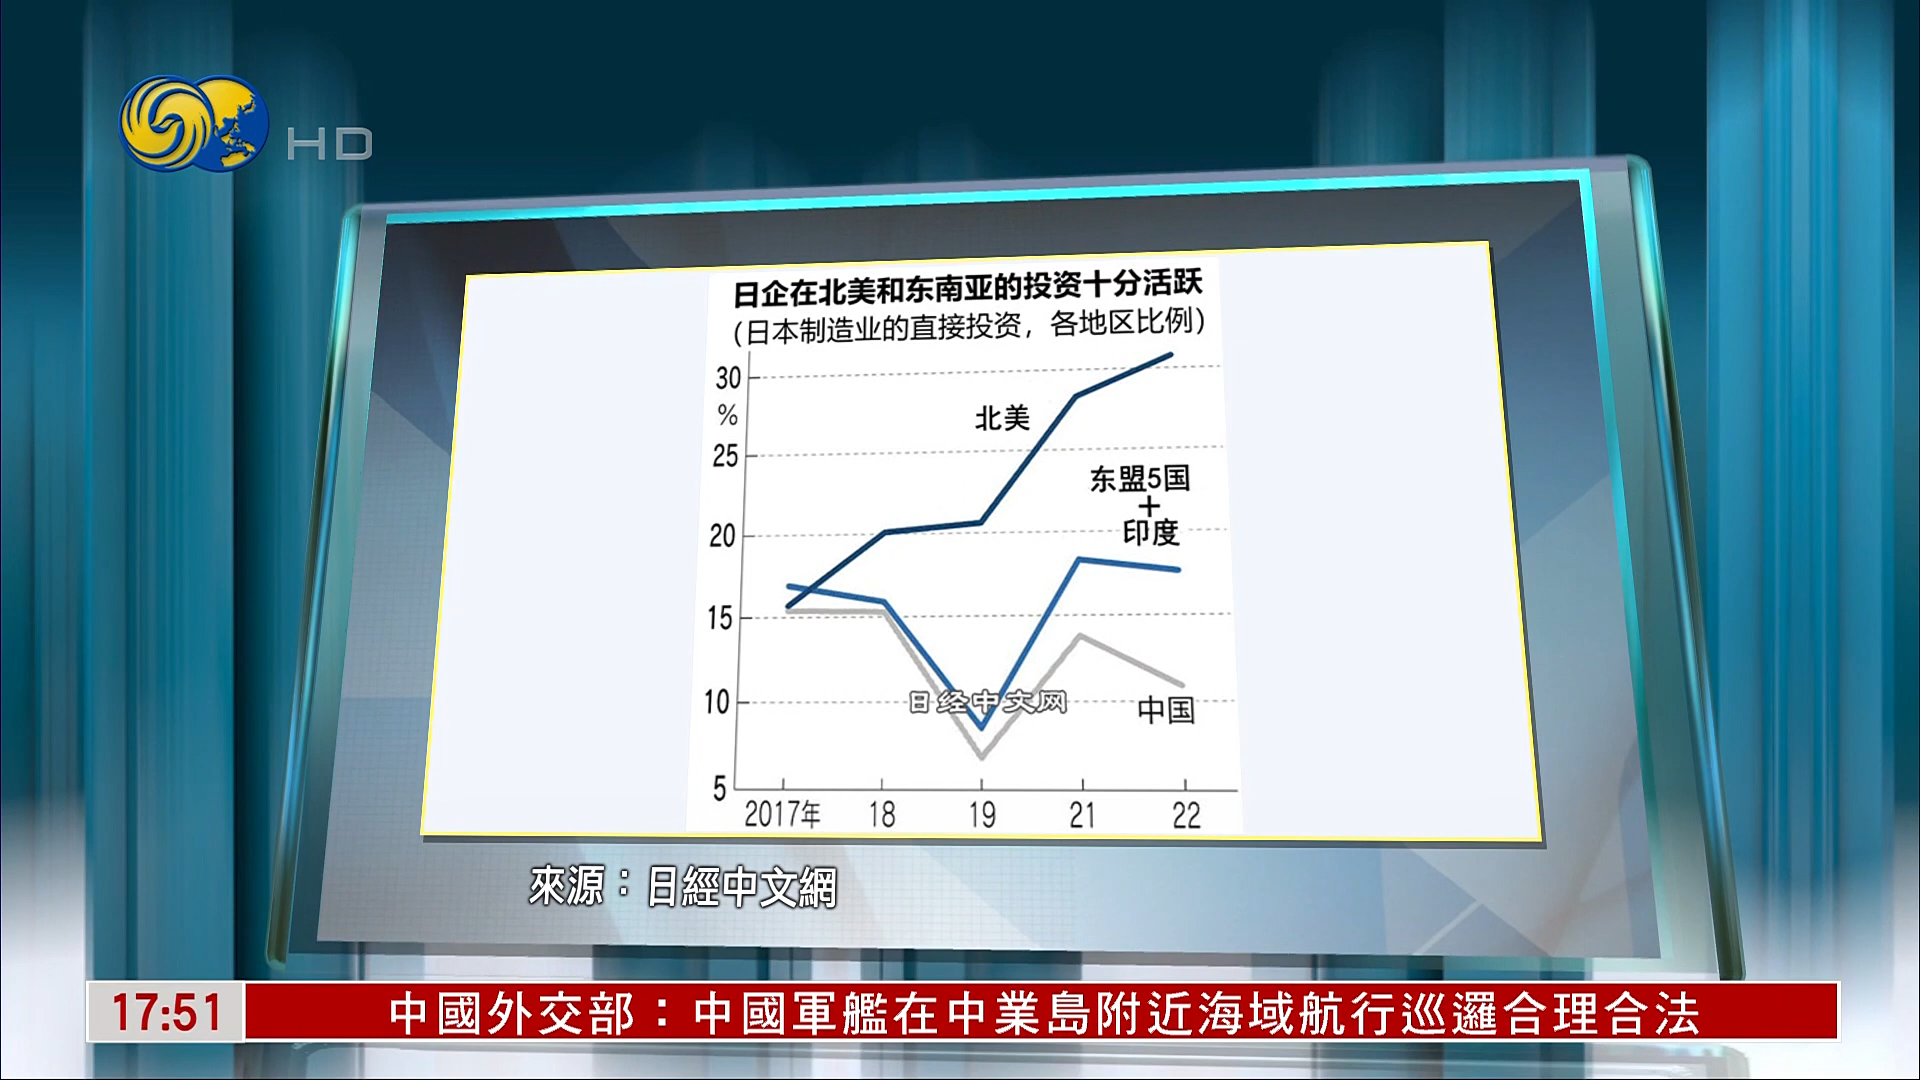 HD
日企在北美和东南亚的投资十分活跃
（日本制造业的直接投资，各地区比例）
30
%
25
20
15
10
5
北美
东盟5国
+
印度
中国
日经中文网
2017年 18 19 21 22
來源：日經中文網
17:51 中國外交部：中國軍艦在中業島附近海域航行巡邏合理合法